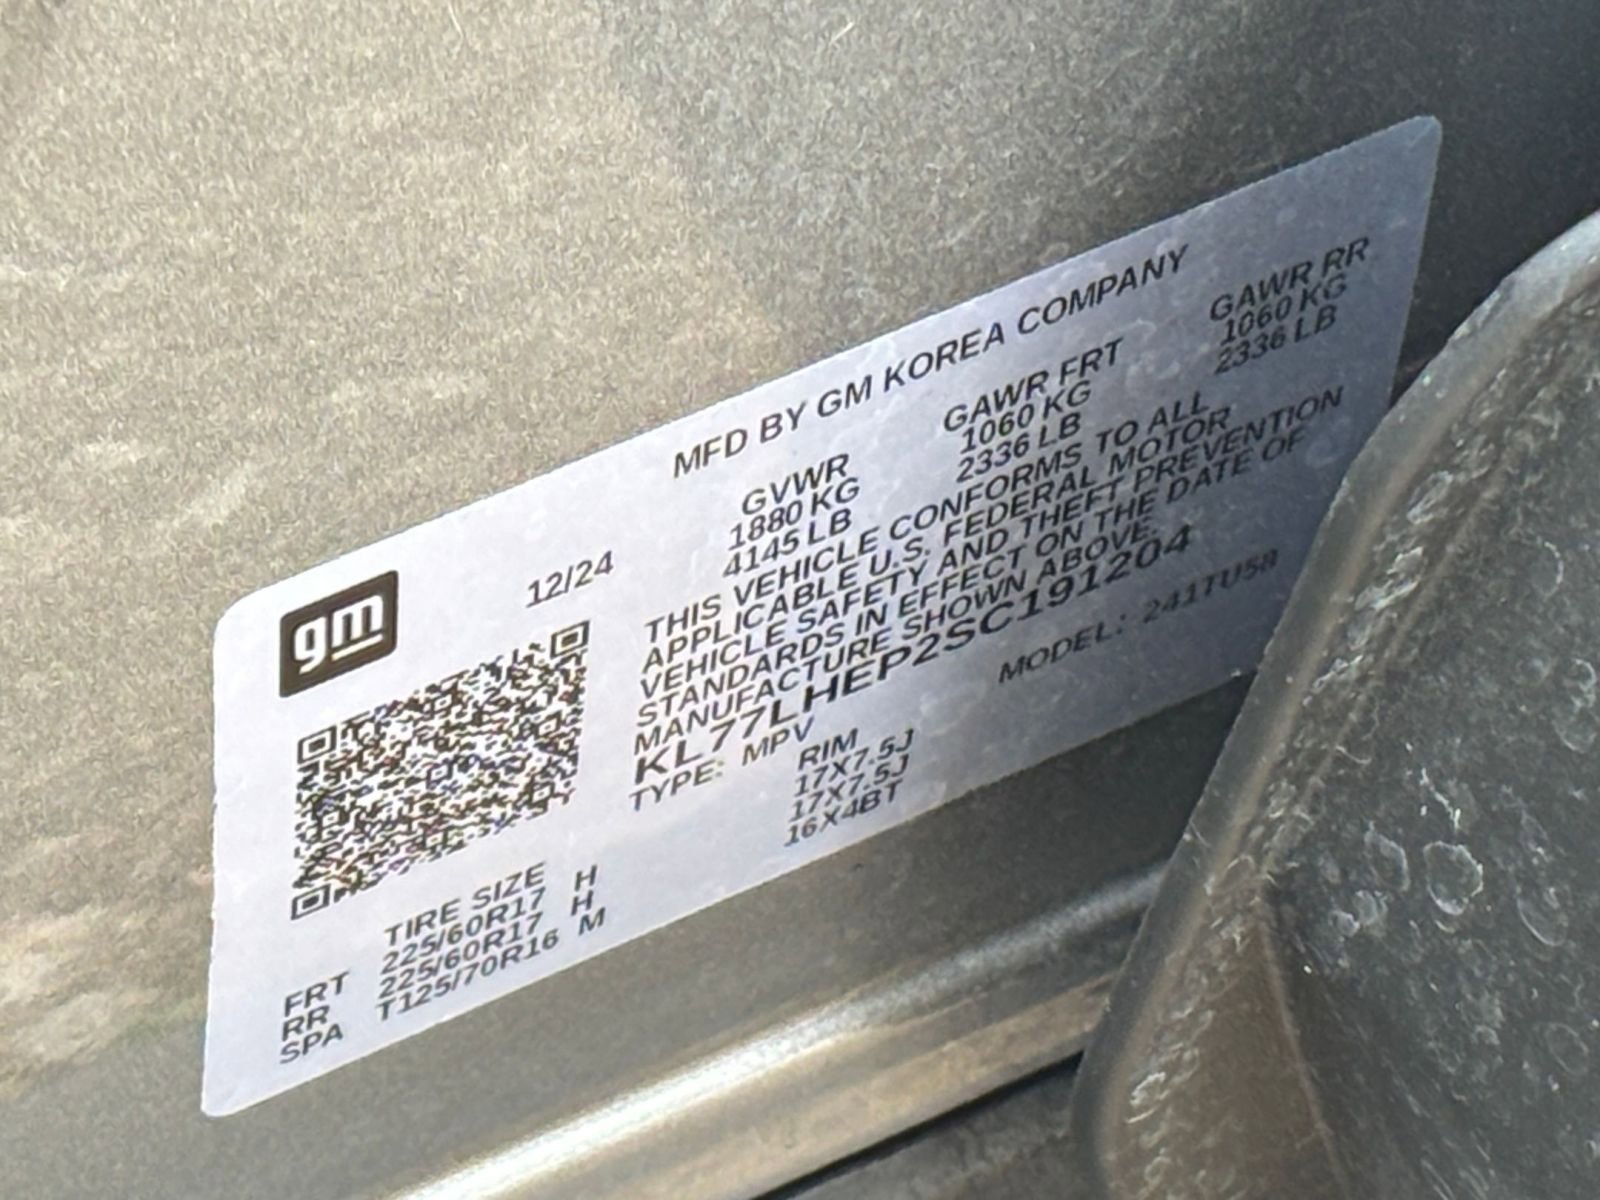 gm
12/24
MFD BY GM KOREA COMPANY
GVWR GAWR FRT GAWR RR
1880 KG 1060 KG 1060 KG
4145 LB 2336 LB 2336 LB
THIS VEHICLE CONFORMS TO ALL
APPLICABLE U.S. FEDERAL MOTOR
VEHICLE SAFETY AND THEFT PREVENTION
STANDARDS IN EFFECT ON THE DATE OF
MANUFACTURE SHOWN ABOVE.
KL77LHEP2SC191204
TYPE: MPV MODEL: 241TU58
TIRE SIZE RIM
FRT 225/60R17 H 17X7.5J
RR 225/60R17 H 17X7.5J
SPA T125/70R16 M 16X4BT